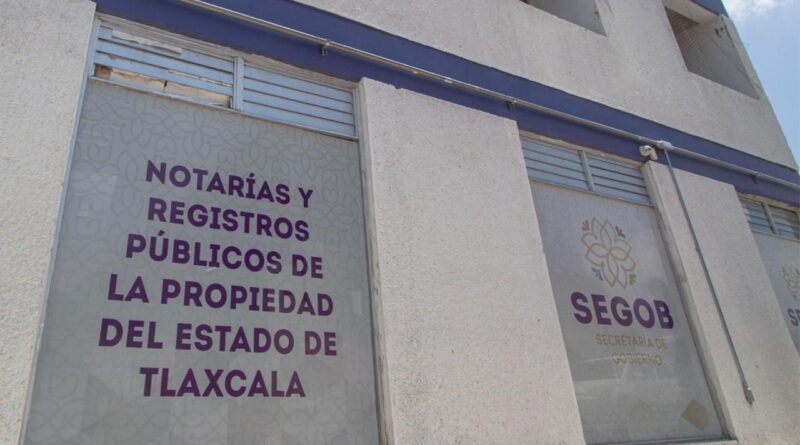 NOTARÍAS Y
REGISTROS
PÚBLICOS DE
LA PROPIEDAD
DEL ESTADO DE
TLAXCALA
SEGOB
SECRETARÍA DE
GOBIERNO